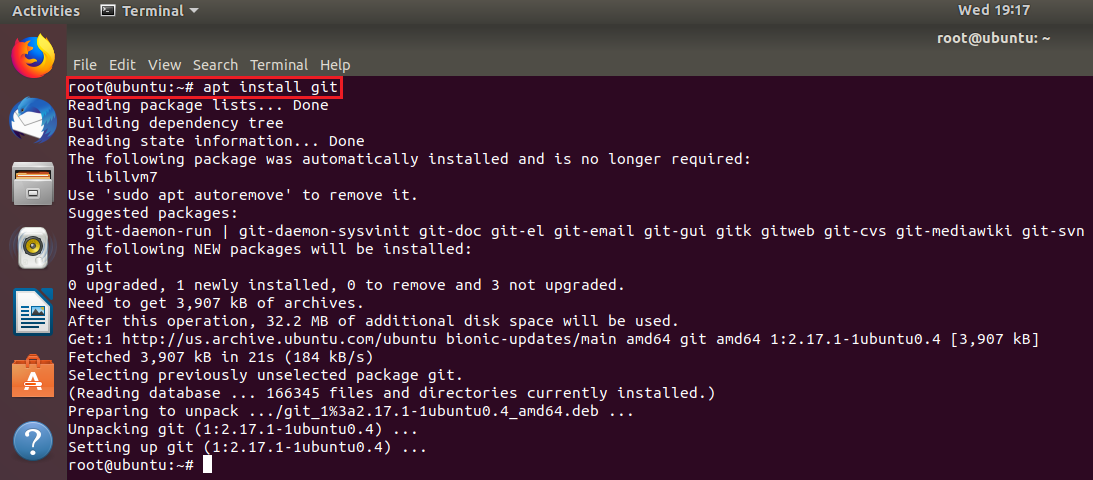 Activities Terminal Wed 19:17
root@ubuntu: ~
File Edit View Search Terminal Help
root@ubuntu:~# apt install git
Reading package lists... Done
Building dependency tree
Reading state information... Done
The following package was automatically installed and is no longer required:
  libllvm7
Use 'sudo apt autoremove' to remove it.
Suggested packages:
  git-daemon-run | git-daemon-sysvinit git-doc git-el git-email git-gui gitk gitweb git-cvs git-mediawiki git-svn
The following NEW packages will be installed:
  git
0 upgraded, 1 newly installed, 0 to remove and 3 not upgraded.
Need to get 3,907 kB of archives.
After this operation, 32.2 MB of additional disk space will be used.
Get:1 http://us.archive.ubuntu.com/ubuntu bionic-updates/main amd64 git amd64 1:2.17.1-1ubuntu0.4 [3,907 kB]
Fetched 3,907 kB in 21s (184 kB/s)
Selecting previously unselected package git.
(Reading database ... 166345 files and directories currently installed.)
Preparing to unpack .../git_1%3a2.17.1-1ubuntu0.4_amd64.deb ...
Unpacking git (1:2.17.1-1ubuntu0.4) ...
Setting up git (1:2.17.1-1ubuntu0.4) ...
root@ubuntu:~#